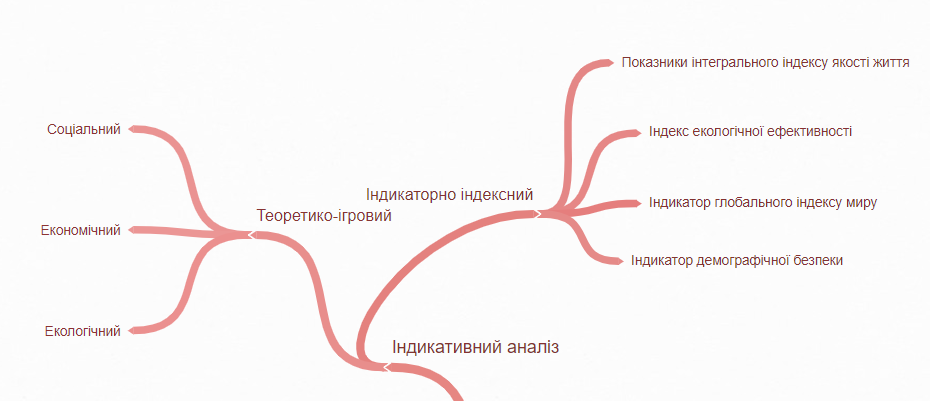 Показники інтегрального індексу якості життя
Соціальний
Індекс екологічної ефективності
Індикаторно індексний
Індикатор глобального індексу миру
Теоретико-ігровий
Економічний
Індикатор демографічної безпеки
Екологічний
Індикативний аналіз